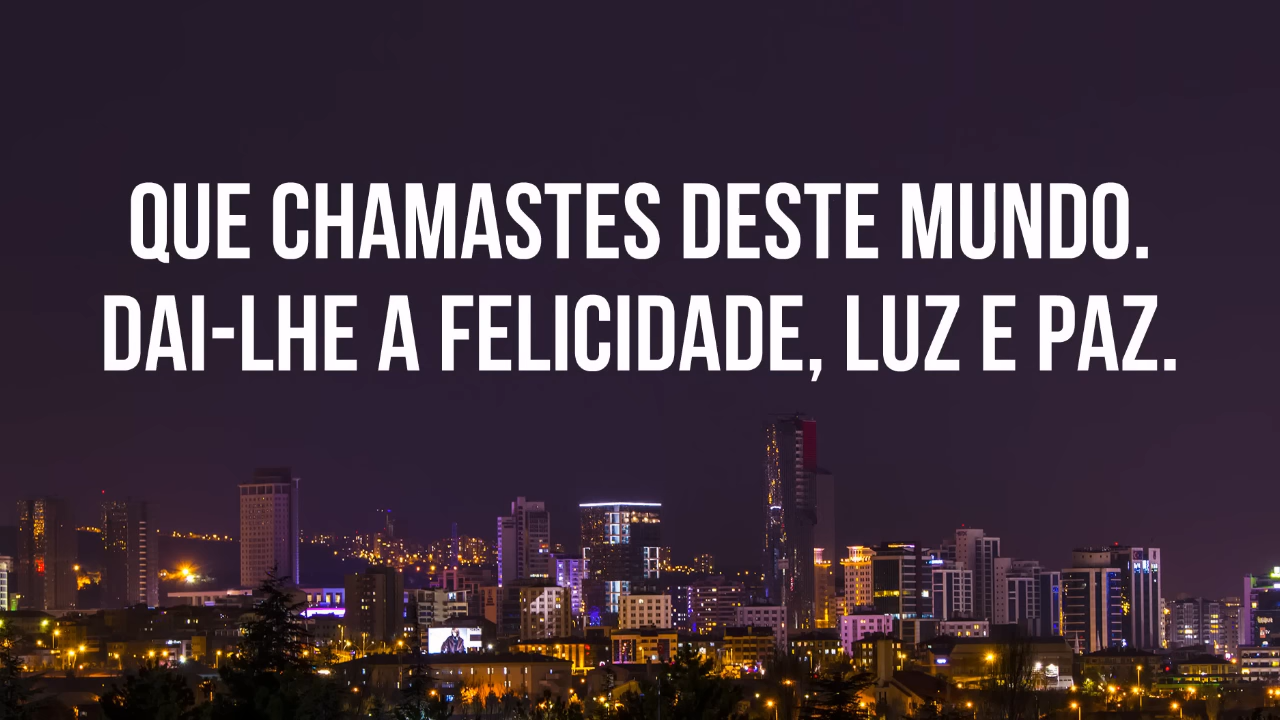 QUE CHAMASTES DESTE MUNDO.
DAI-LHE A FELICIDADE, LUZ E PAZ.